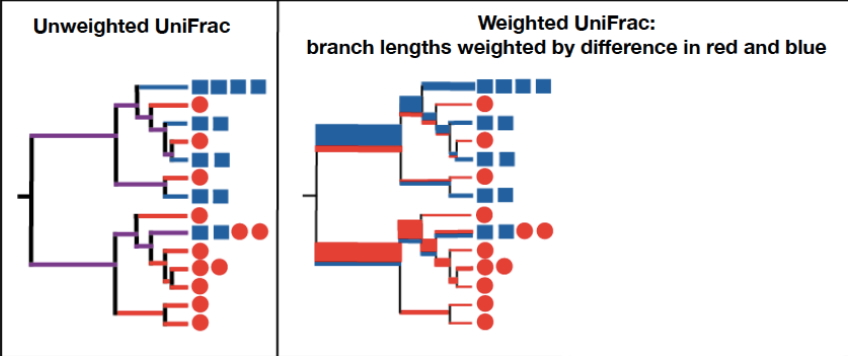 Unweighted UniFrac
Weighted UniFrac:
branch lengths weighted by difference in red and blue